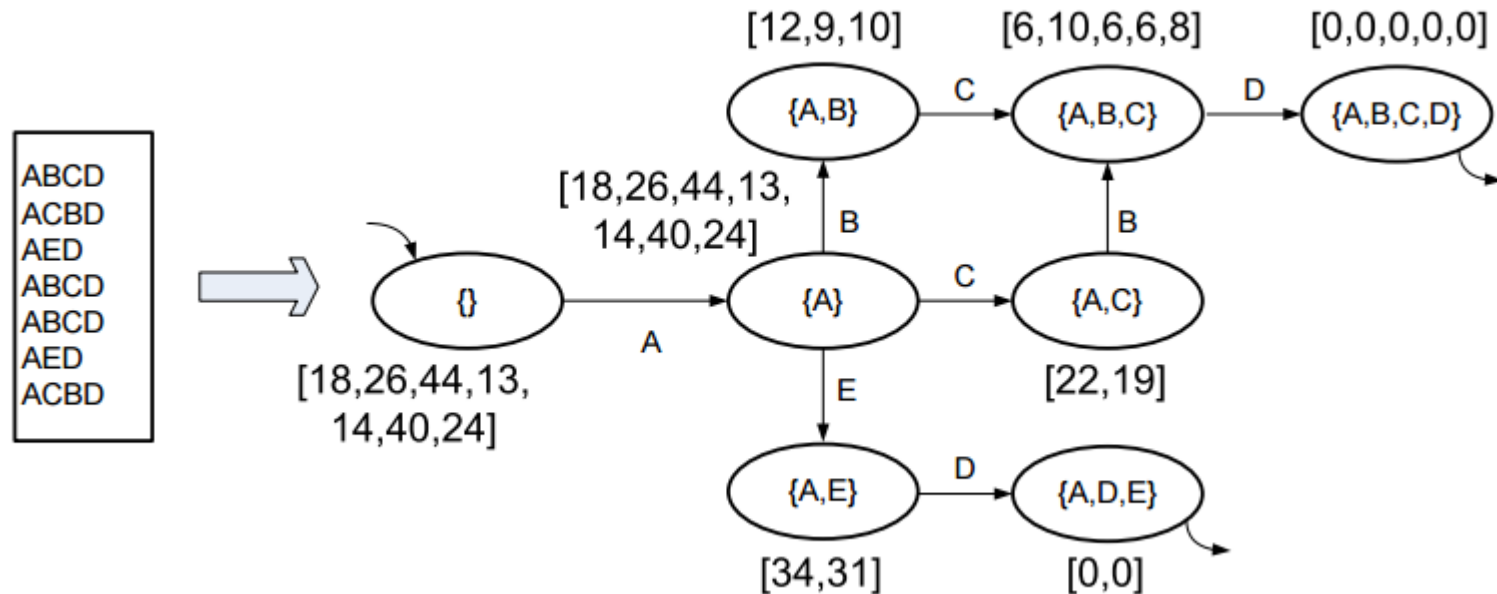 ABCD
ACBD
AED
ABCD
ABCD
AED
ACBD
{}
[18,26,44,13,
14,40,24]
A
[18,26,44,13,
14,40,24]
{A}
B
[12,9,10]
{A,B}
C
[6,10,6,6,8]
{A,B,C}
D
[0,0,0,0,0]
{A,B,C,D}
C
{A,C}
[22,19]
B
E
{A,E}
[34,31]
D
{A,D,E}
[0,0]